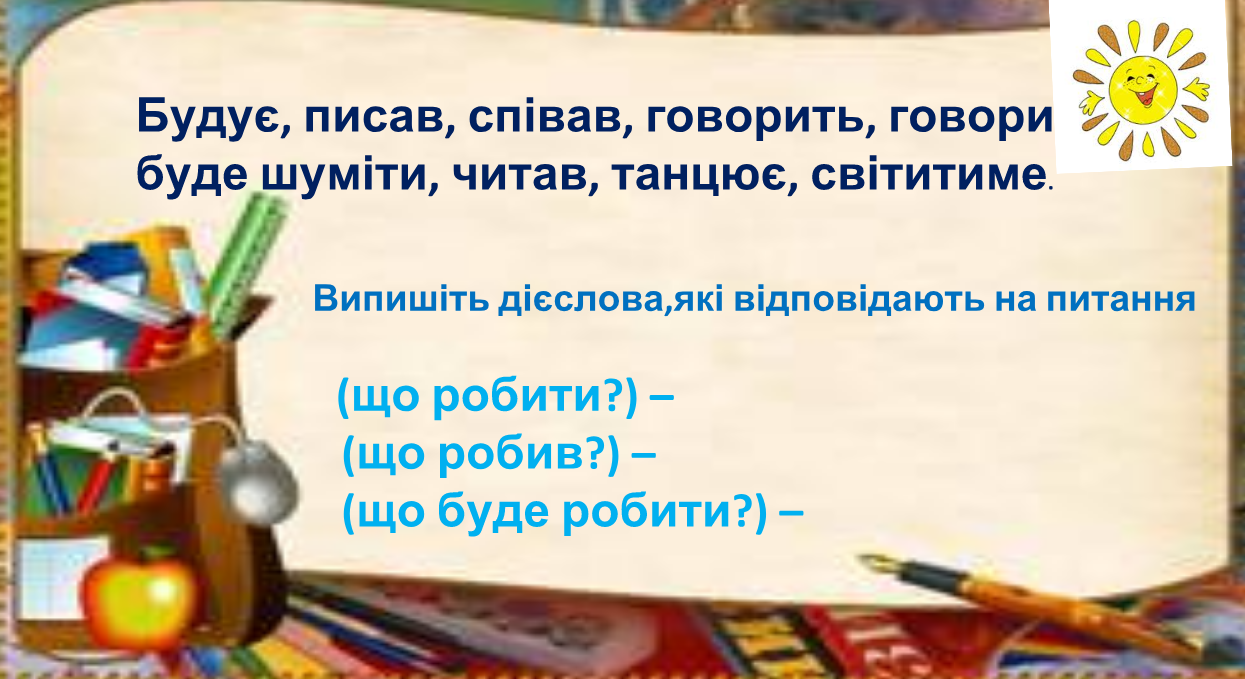 Будує, писав, співав, говорить, говори
буде шуміти, читав, танцює, світитиме.
Випишіть дієслова,які відповідають на питання
(що робити?) –
(що робив?) –
(що буде робити?) –